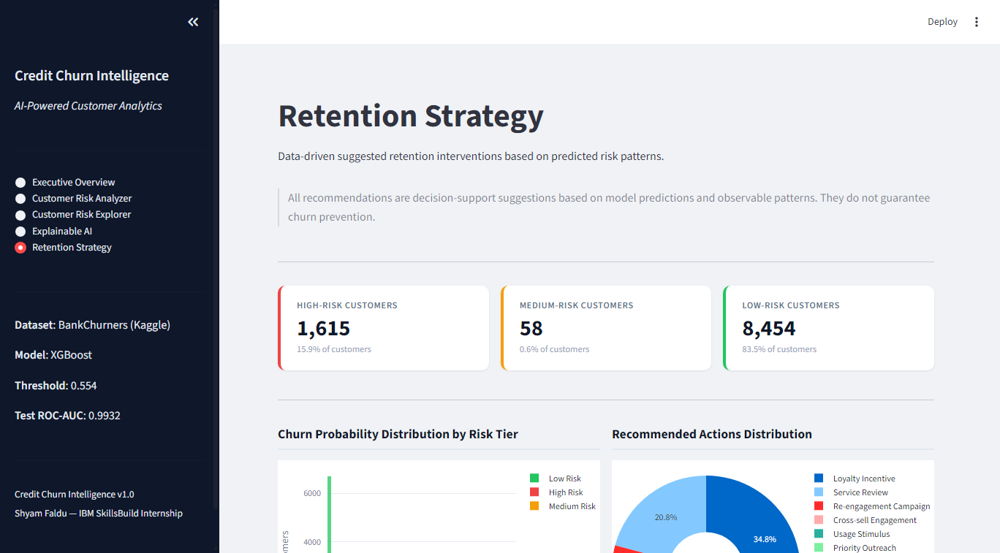 Deploy
Credit Churn Intelligence
AI-Powered Customer Analytics
Executive Overview
Customer Risk Analyzer
Customer Risk Explorer
Explainable AI
Retention Strategy
Dataset: BankChurners (Kaggle)
Model: XGBoost
Threshold: 0.554
Test ROC-AUC: 0.9932
Credit Churn Intelligence v1.0
Shyam Faldu — IBM SkillsBuild Internship
Retention Strategy
Data-driven suggested retention interventions based on predicted risk patterns.
All recommendations are decision-support suggestions based on model predictions and observable patterns. They do not guarantee
churn prevention.
HIGH-RISK CUSTOMERS
1,615
15.9% of customers
MEDIUM-RISK CUSTOMERS
58
0.6% of customers
LOW-RISK CUSTOMERS
8,454
83.5% of customers
Churn Probability Distribution by Risk Tier
6000
4000
Low Risk
High Risk
Medium Risk
Recommended Actions Distribution
20.8%
34.8%
Loyalty Incentive
Service Review
Re-engagement Campaign
Cross-sell Engagement
Usage Stimulus
Priority Outreach